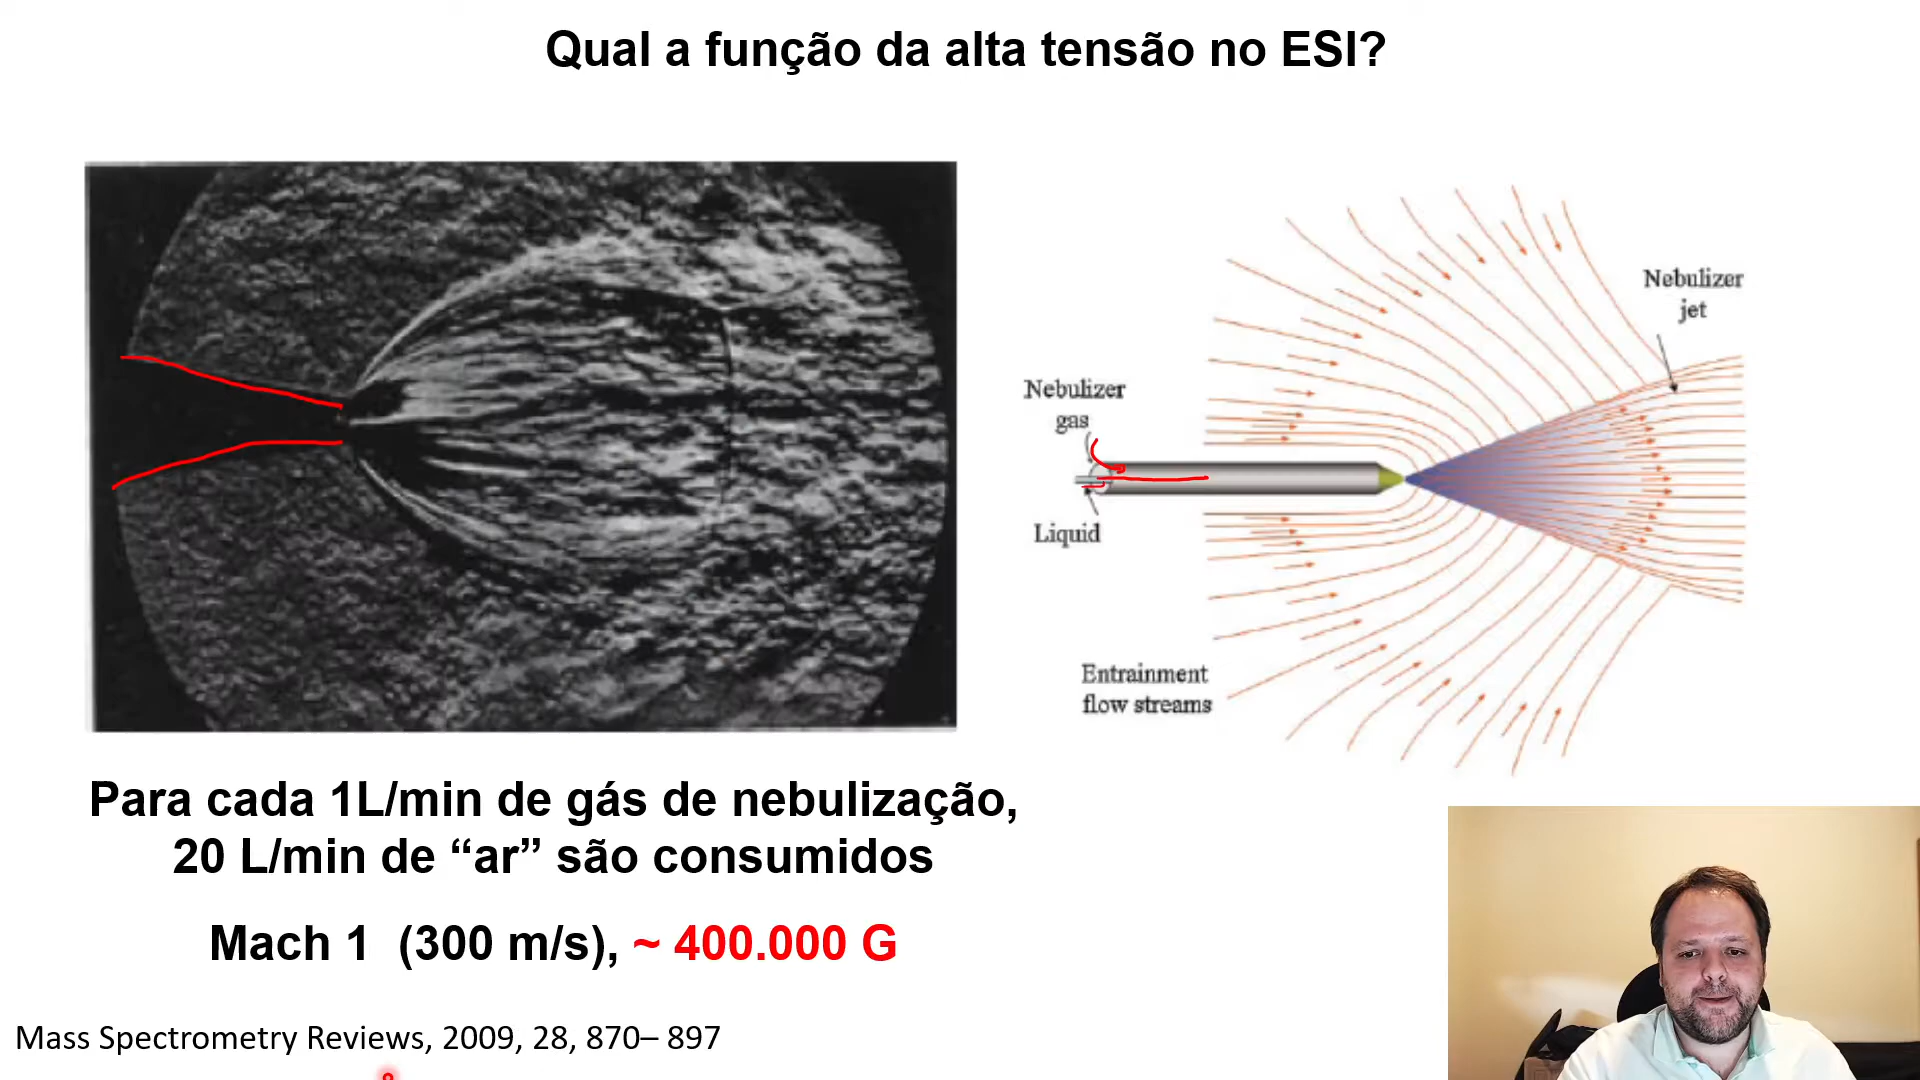 Qual a função da alta tensão no ESI?
Nebulizer
jet
Nebulizer
gas
Liquid
Entrainment
flow streams
Para cada 1L/min de gás de nebulização,
20 L/min de “ar” são consumidos
Mach 1 (300 m/s), ~ 400.000 G
Mass Spectrometry Reviews, 2009, 28, 870– 897